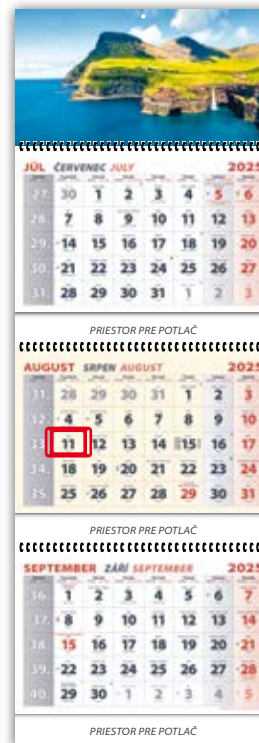 JÚL ČERVENEC JULY 2025
27. 30 1 2 3 4 5 6
28. 7 8 9 10 11 12 13
29. 14 15 16 17 18 19 20
30. 21 22 23 24 25 26 27
31. 28 29 30 31 1 2 3
PRIESTOR PRE POTLAČ
AUGUST SRPEN AUGUST 2025
31. 28 29 30 31 1 2 3
32. 4 5 6 7 8 9 10
33. 11 12 13 14 15 16 17
34. 18 19 20 21 22 23 24
35. 25 26 27 28 29 30 31
PRIESTOR PRE POTLAČ
SEPTEMBER ZÁŘÍ SEPTEMBER 2025
36. 1 2 3 4 5 6 7
37. 8 9 10 11 12 13 14
38. 15 16 17 18 19 20 21
39. 22 23 24 25 26 27 28
40. 29 30 1 2 3 4 5
PRIESTOR PRE POTLAČ